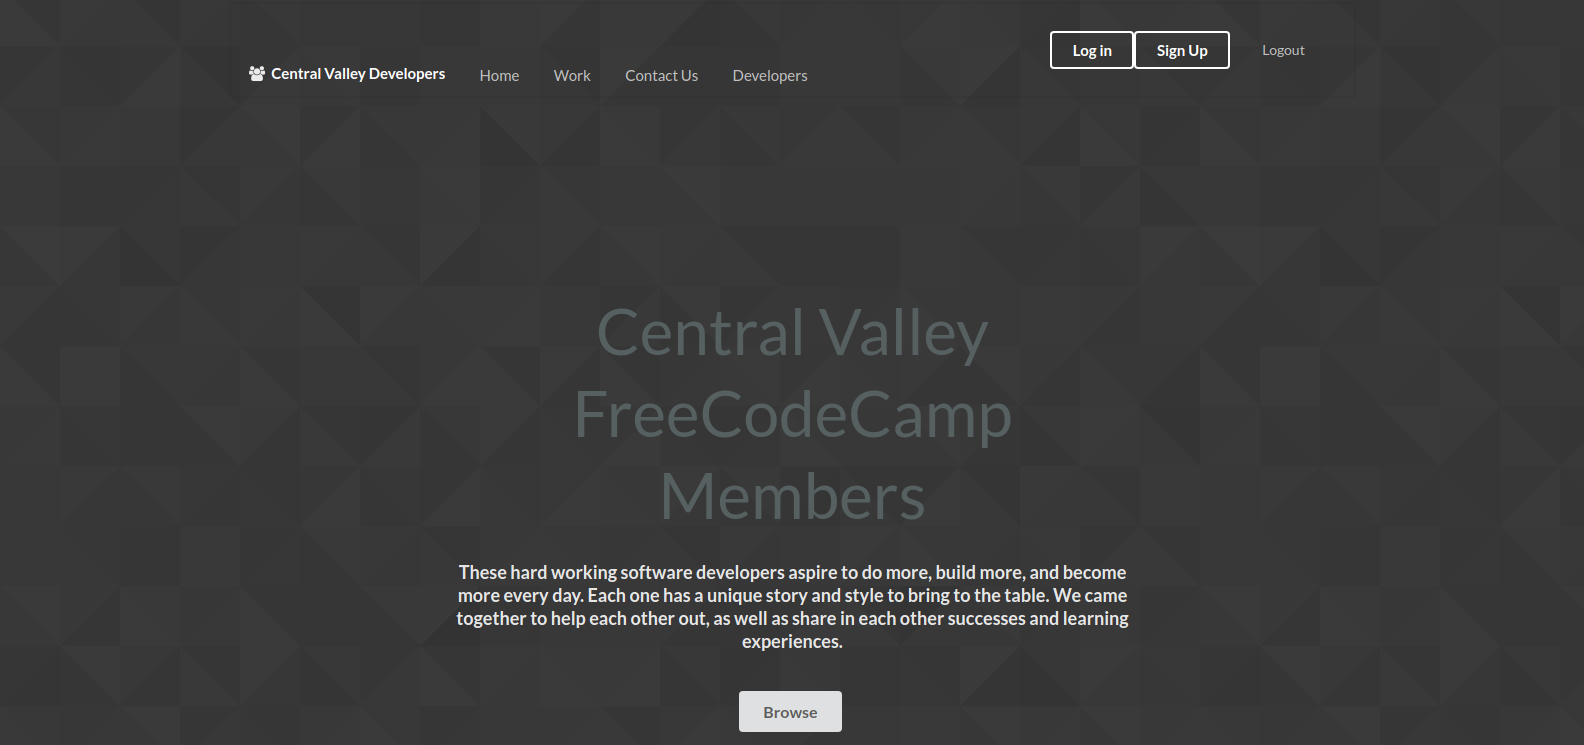 Central Valley Developers Home Work Contact Us Developers Log in Sign Up Logout
Central Valley
FreeCodeCamp
Members
These hard working software developers aspire to do more, build more, and become
more every day. Each one has a unique story and style to bring to the table. We came
together to help each other out, as well as share in each other successes and learning
experiences.
Browse